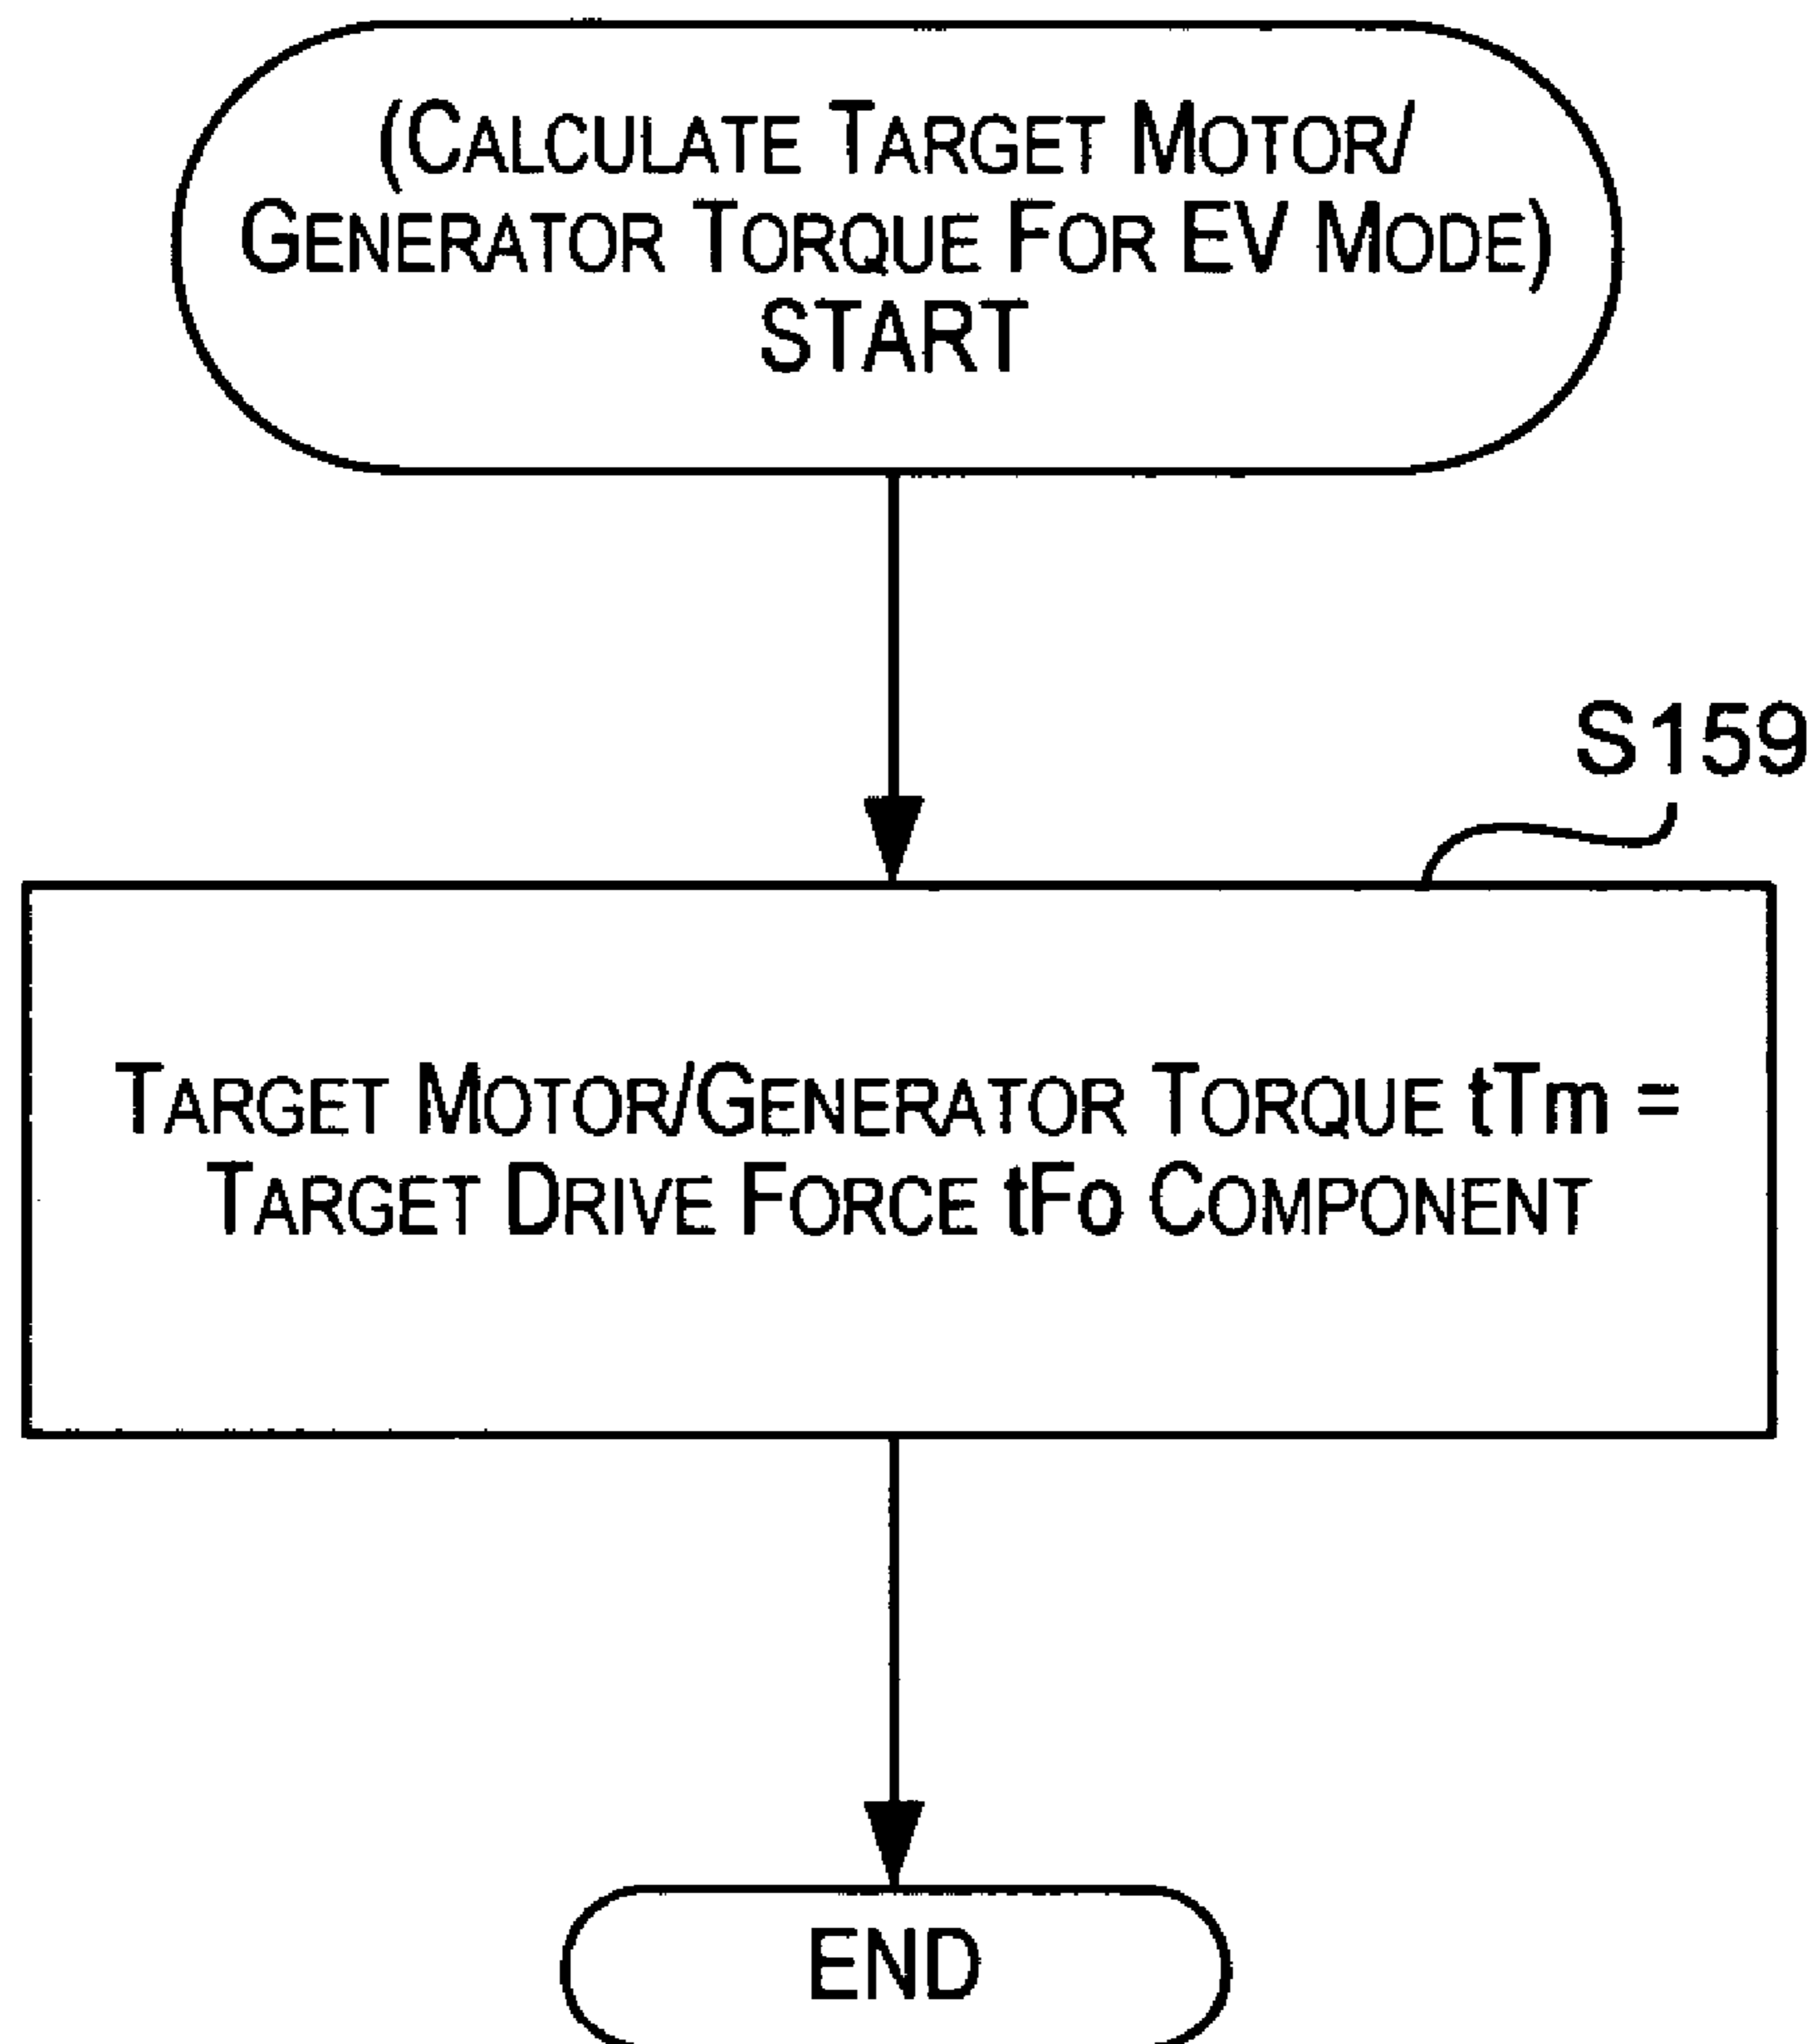 (Calculate Target Motor/
Generator Torque For EV Mode)
START
S159
Target Motor/Generator Torque tTm =
Target Drive Force tFo Component
END